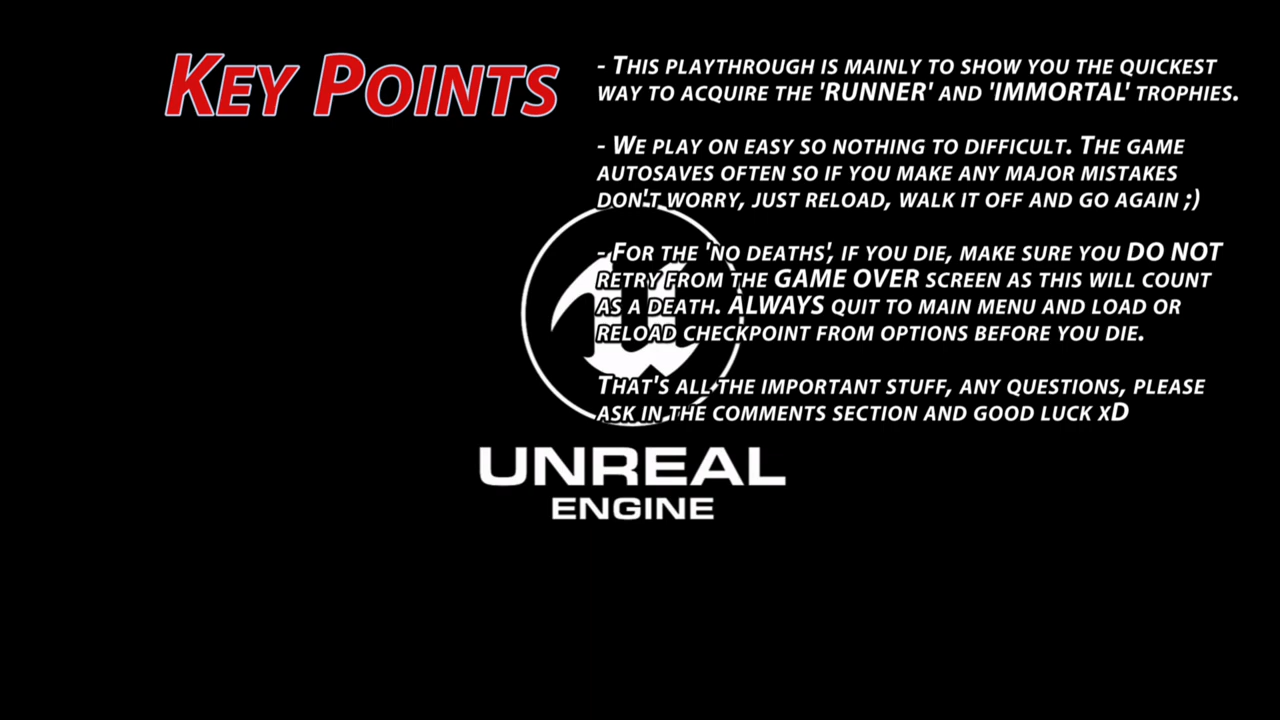 KEY POINTS
- THIS PLAYTHROUGH IS MAINLY TO SHOW YOU THE QUICKEST
WAY TO ACQUIRE THE 'RUNNER' AND 'IMMORTAL' TROPHIES.
- WE PLAY ON EASY SO NOTHING TO DIFFICULT. THE GAME
AUTOSAVES OFTEN SO IF YOU MAKE ANY MAJOR MISTAKES
DON'T WORRY, JUST RELOAD, WALK IT OFF AND GO AGAIN ;)
- FOR THE 'NO DEATHS', IF YOU DIE, MAKE SURE YOU DO NOT
RETRY FROM THE GAME OVER SCREEN AS THIS WILL COUNT
AS A DEATH. ALWAYS QUIT TO MAIN MENU AND LOAD OR
RELOAD CHECKPOINT FROM OPTIONS BEFORE YOU DIE.
THAT'S ALL THE IMPORTANT STUFF, ANY QUESTIONS, PLEASE
ASK IN THE COMMENTS SECTION AND GOOD LUCK XD
UNREAL
ENGINE